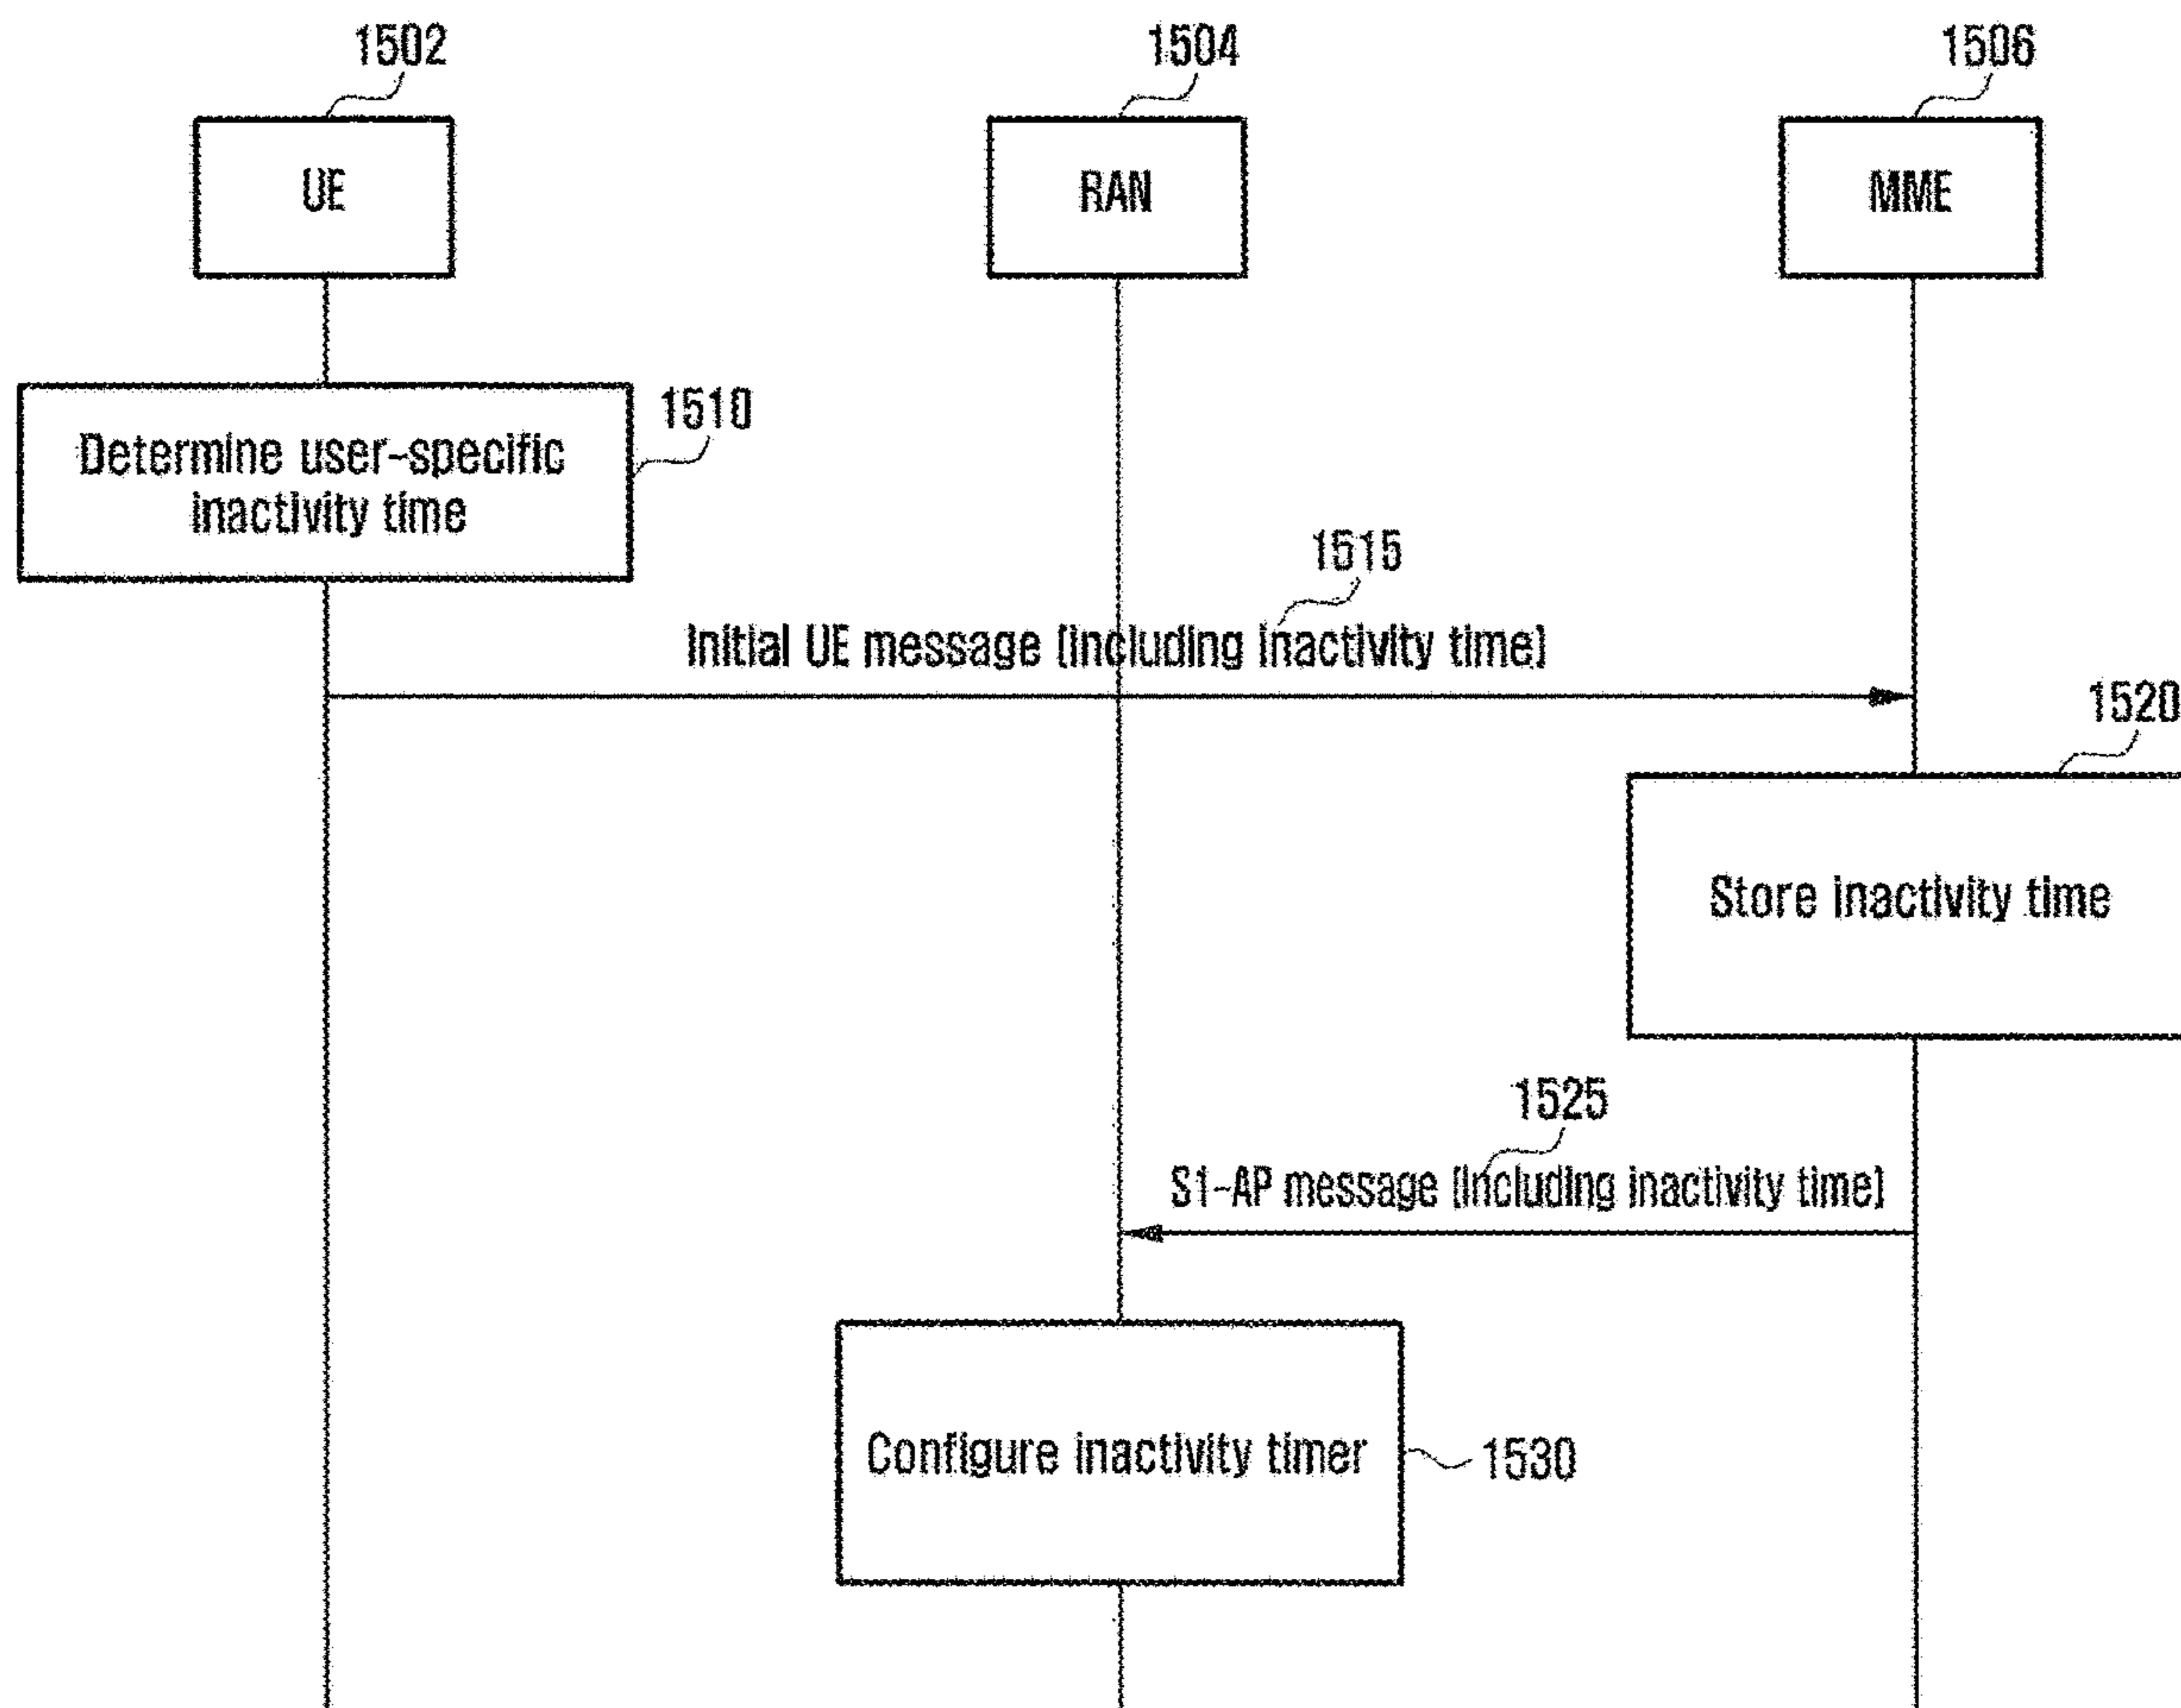 1502
1504
1506
UE
RAN
MME
1510
Determine user-specific
inactivity time
1515
Initial UE message [including inactivity time]
1520
Store inactivity time
1525
S1-AP message [including inactivity time]
Configure inactivity timer
1530